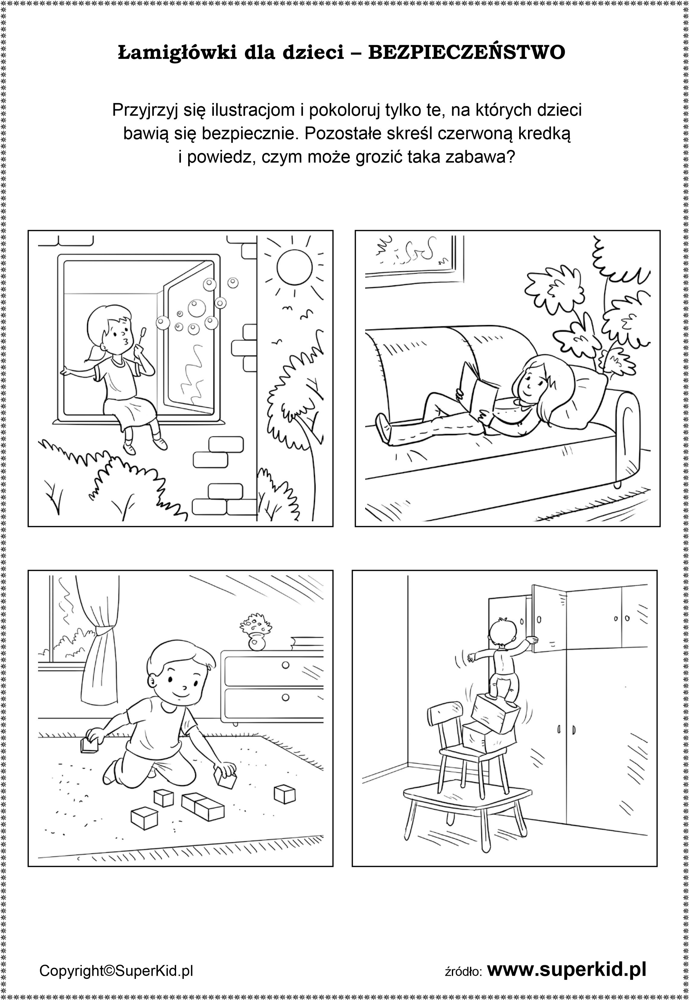 Łamigłówki dla dzieci – BEZPIECZEŃSTWO
Przyjrzyj się ilustracjom i pokoloruj tylko te, na których dzieci
bawią się bezpiecznie. Pozostałe skreśl czerwoną kredką
i powiedz, czym może grozić taka zabawa?
Copyright©SuperKid.pl
źródło: www.superkid.pl